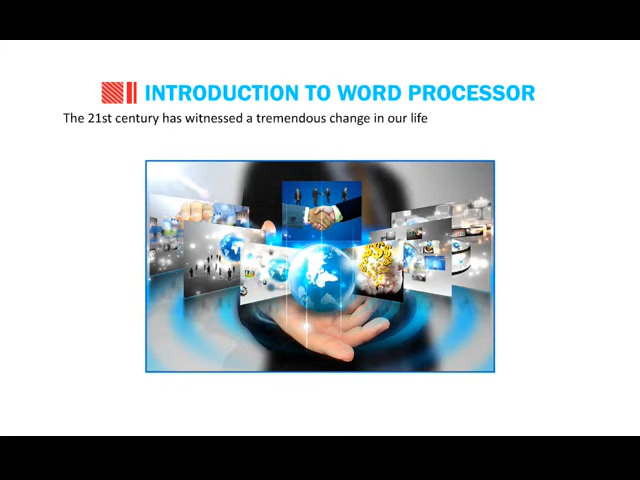 INTRODUCTION TO WORD PROCESSOR
The 21st century has witnessed a tremendous change in our life